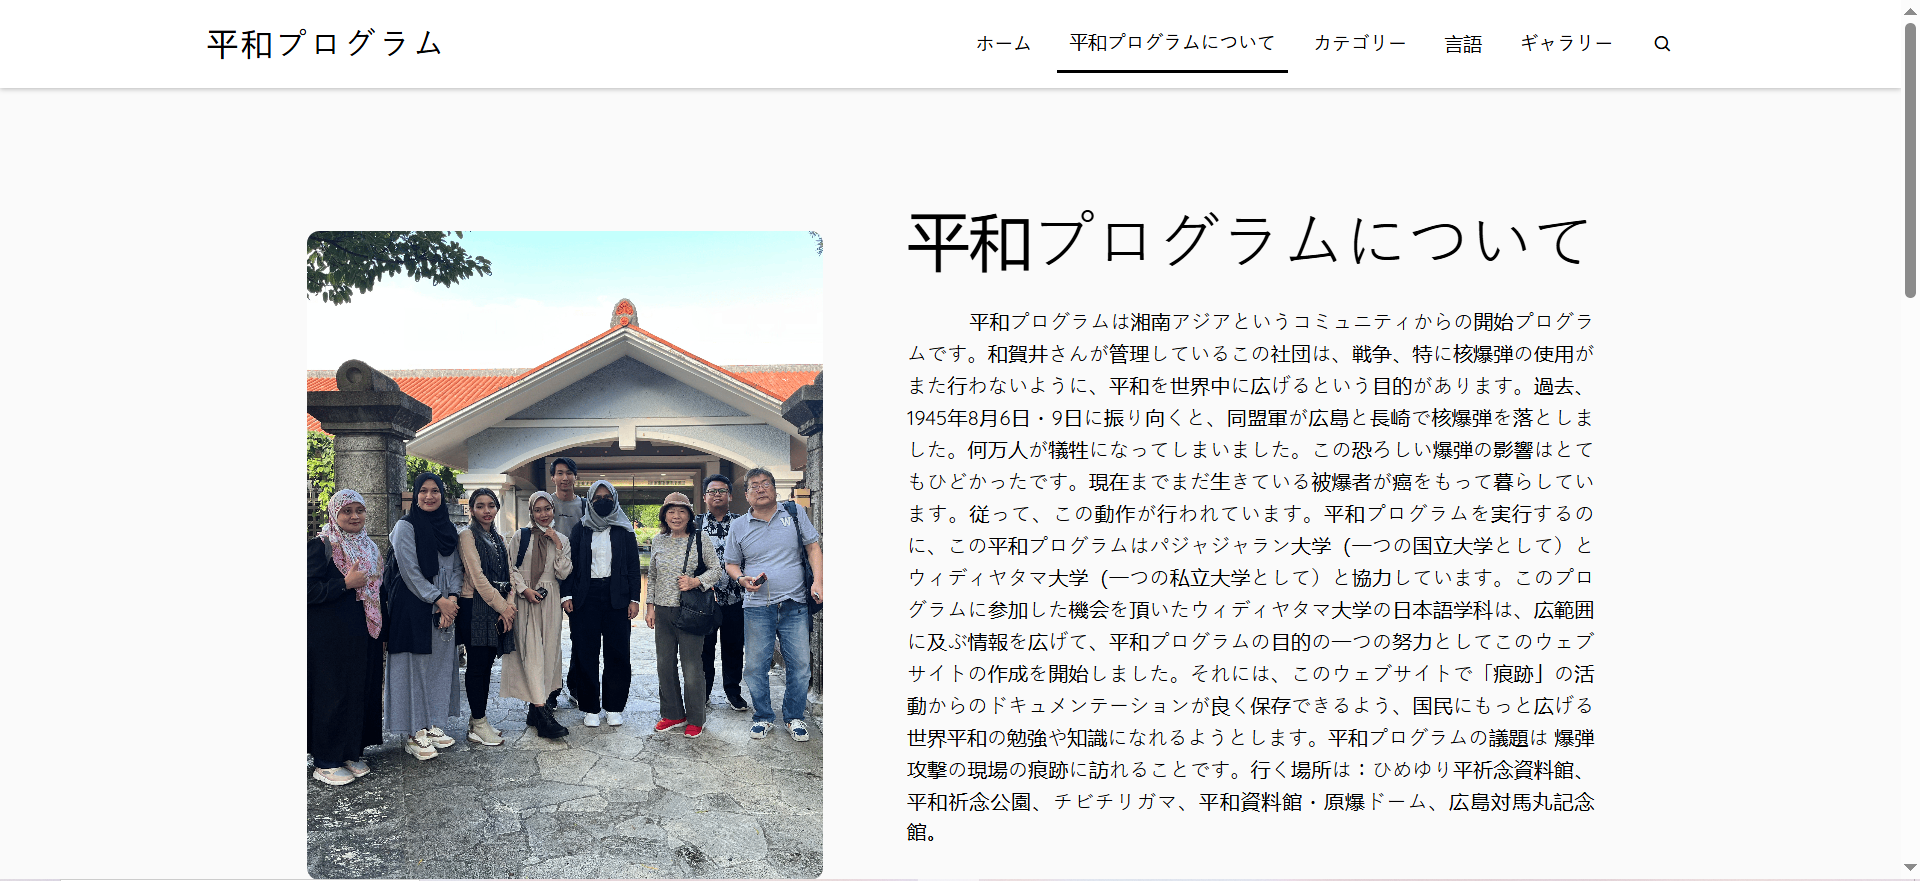 平和プログラム
ホーム
平和プログラムについて
カテゴリー
言語
ギャラリー
平和プログラムについて
平和プログラムは湘南アジアというコミュニティからの開始プログラ
ムです。和賀井さんが管理しているこの社団は、戦争、特に核爆弾の使用が
また行わないように、平和を世界中に広げるという目的があります。過去、
1945年8月6日・9日に振り向くと、同盟軍が広島と長崎で核爆弾を落としま
した。何万人が犠牲になってしまいました。この恐ろしい爆弾の影響はとて
もひどかったです。現在までまだ生きている被爆者が癌をもって暮らしてい
ます。従って、この動作が行われています。平和プログラムを実行するの
に、この平和プログラムはパジャジャラン大学（一つの国立大学として）と
ウィディヤタマ大学（一つの私立大学として）と協力しています。このプロ
グラムに参加した機会を頂いたウィディヤタマ大学の日本語学科は、広範囲
に及ぶ情報を広げて、平和プログラムの目的の一つの努力としてこのウェブ
サイトの作成を開始しました。それには、このウェブサイトで「痕跡」の活
動からのドキュメンテーションが良く保存できるよう、国民にもっと広げる
世界平和の勉強や知識になれるようとします。平和プログラムの議題は 爆弾
攻撃の現場の痕跡に訪れることです。行く場所は：ひめゆり平祈念資料館、
平和祈念公園、チビチリガマ、平和資料館・原爆ドーム、広島対馬丸記念
館。